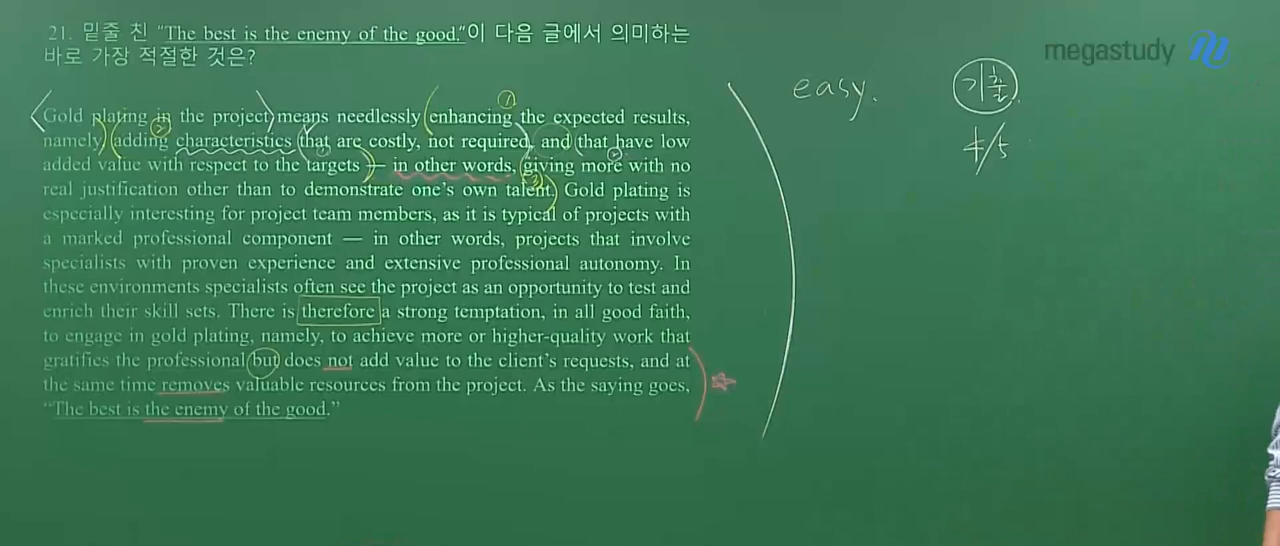 21. 밑줄 친 “The best is the enemy of the good.”이 다음 글에서 의미하는
바로 가장 적절한 것은?
megastudy
easy.
기출
4/5
Gold plating in the project means needlessly enhancing the expected results,
namely, adding characteristics that are costly, not required, and that have low
added value with respect to the targets — in other words, giving more with no
real justification other than to demonstrate one’s own talent. Gold plating is
especially interesting for project team members, as it is typical of projects with
a marked professional component — in other words, projects that involve
specialists with proven experience and extensive professional autonomy. In
these environments specialists often see the project as an opportunity to test and
enrich their skill sets. There is therefore a strong temptation, in all good faith,
to engage in gold plating, namely, to achieve more or higher-quality work that
gratifies the professional but does not add value to the client’s requests, and at
the same time removes valuable resources from the project. As the saying goes,
“The best is the enemy of the good.”